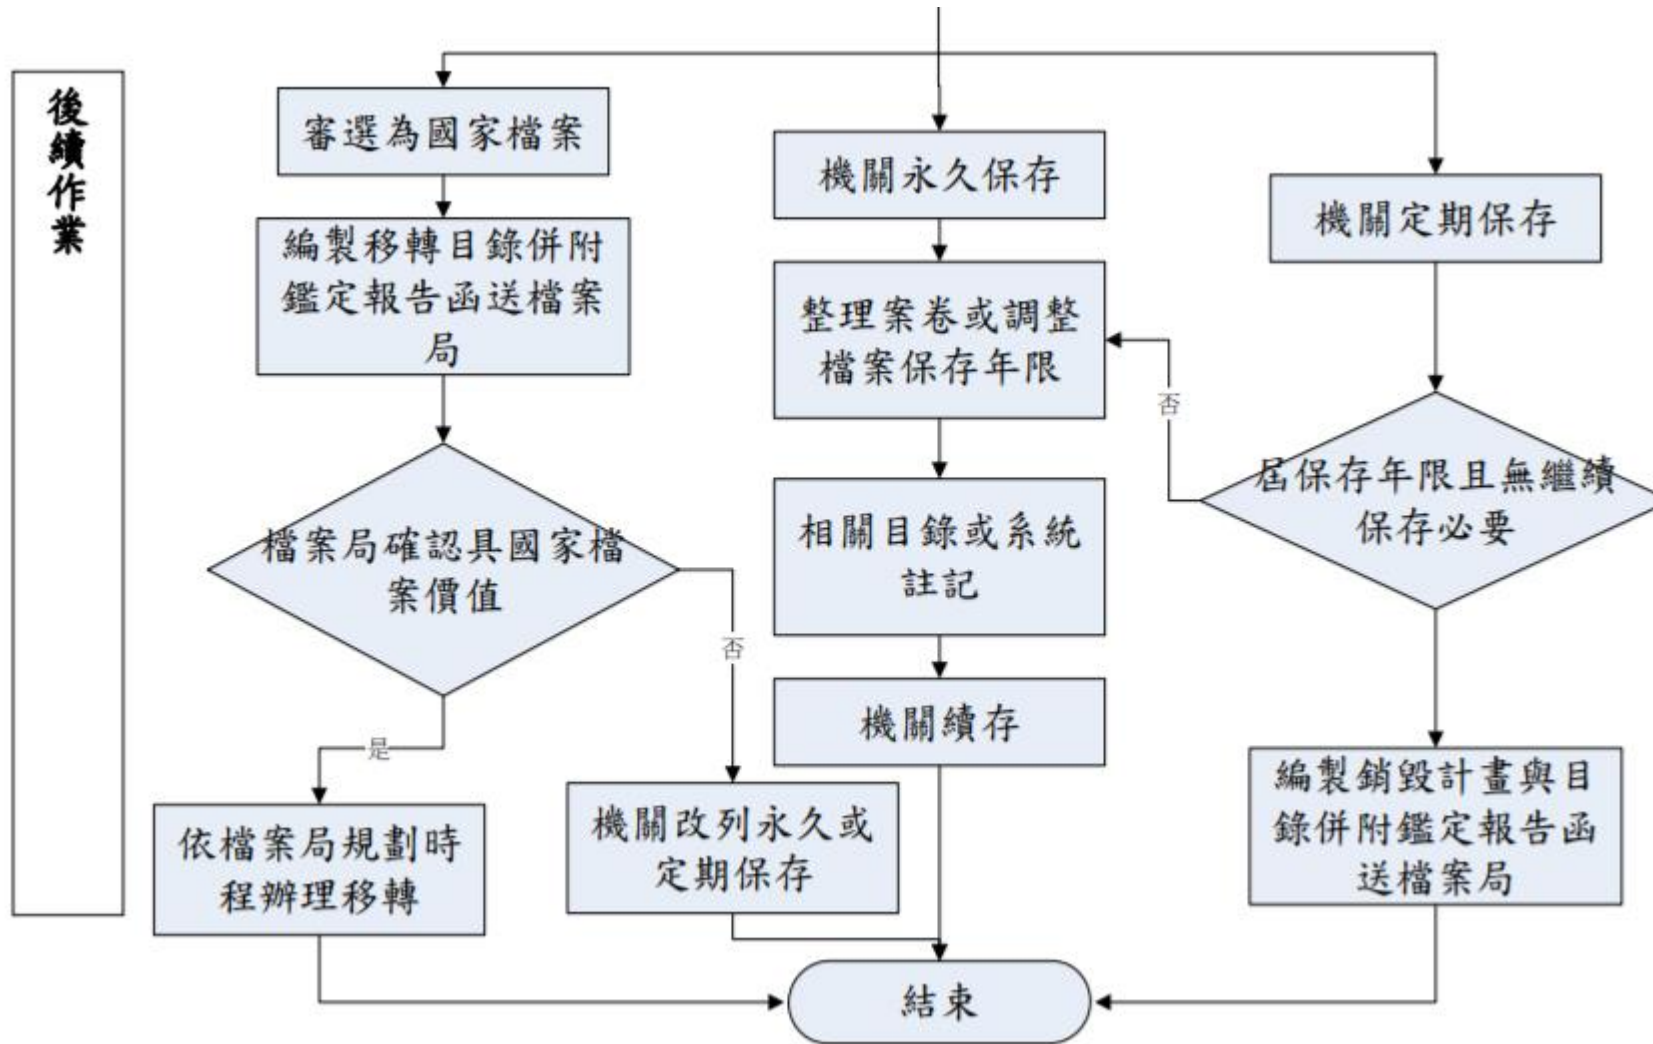 後續作業
審選為國家檔案
編製移轉目錄併附
鑑定報告函送檔案
局
檔案局確認具國家檔
案價值
是
否
依檔案局規劃時
程辦理移轉
機關改列永久或
定期保存
機關永久保存
整理案卷或調整
檔案保存年限
相關目錄或系統
註記
機關續存
機關定期保存
屆保存年限且無繼續
保存必要
否
編製銷毀計畫與目
錄併附鑑定報告函
送檔案局
結束